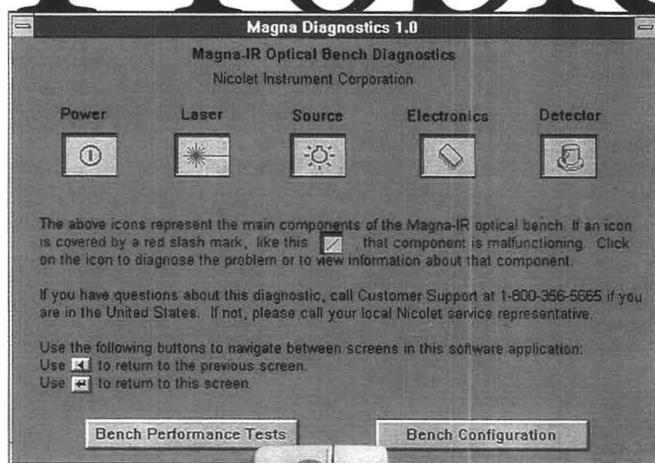 Magna Diagnostics 1.0
Magna-IR Optical Bench Diagnostics
Nicolet Instrument Corporation
Power Laser Source Electronics Detector
The above icons represent the main components of the Magna-IR optical bench. If an icon
is covered by a red slash mark, like this , that component is malfunctioning. Click
on the icon to diagnose the problem or to view information about that component.
If you have questions about this diagnostic, call Customer Support at 1-800-356-5665 if you
are in the United States. If not, please call your local Nicolet service representative.
Use the following buttons to navigate between screens in this software application:
Use to return to the previous screen.
Use to return to this screen.
Bench Performance Tests Bench Configuration